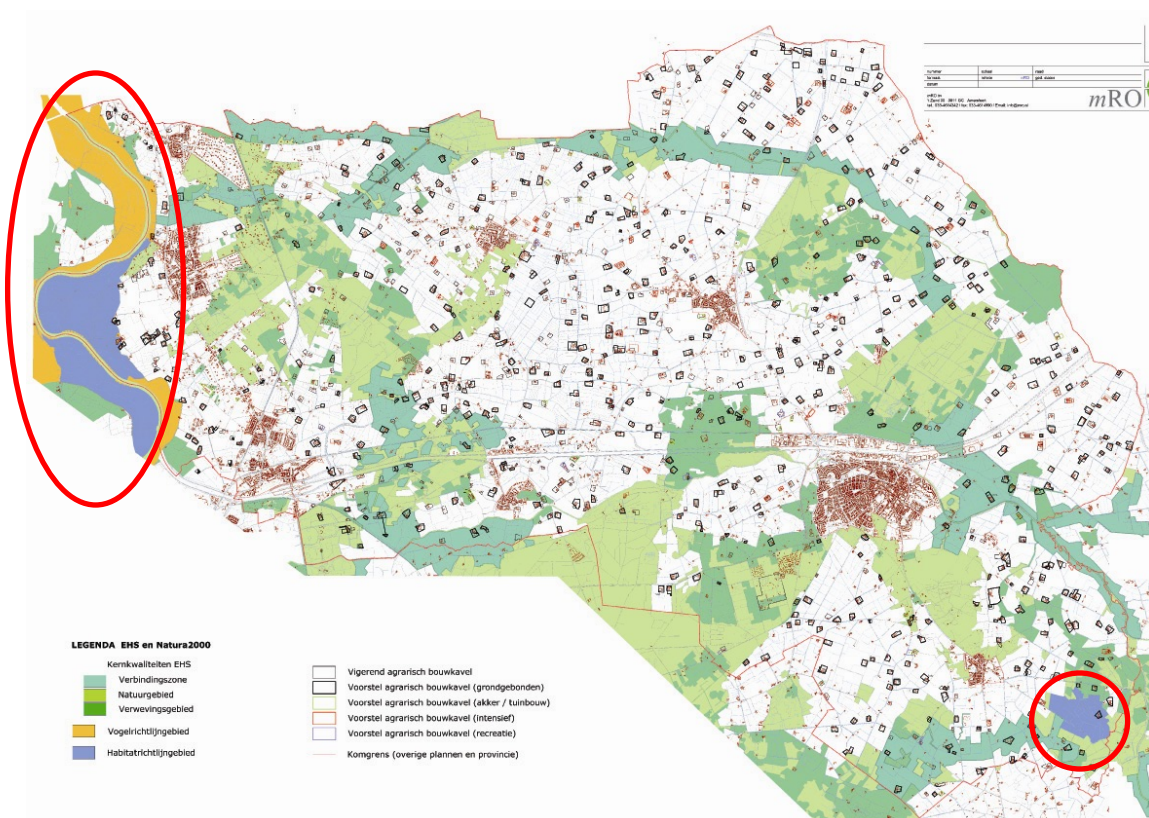 mRO
LEGENDA EHS en Natura2000
Kernkwaliteiten EHS
Verbindingszone
Natuurgebied
Verwevingsgebied
Vogelrichtlijngebied
Habitatrichtlijngebied
Vigerend agrarisch bouwkavel
Voorstel agrarisch bouwkavel (grondgebonden)
Voorstel agrarisch bouwkavel (akker / tuinbouw)
Voorstel agrarisch bouwkavel (intensief)
Voorstel agrarisch bouwkavel (recreatie)
Komgrens (overige plannen en provincie)